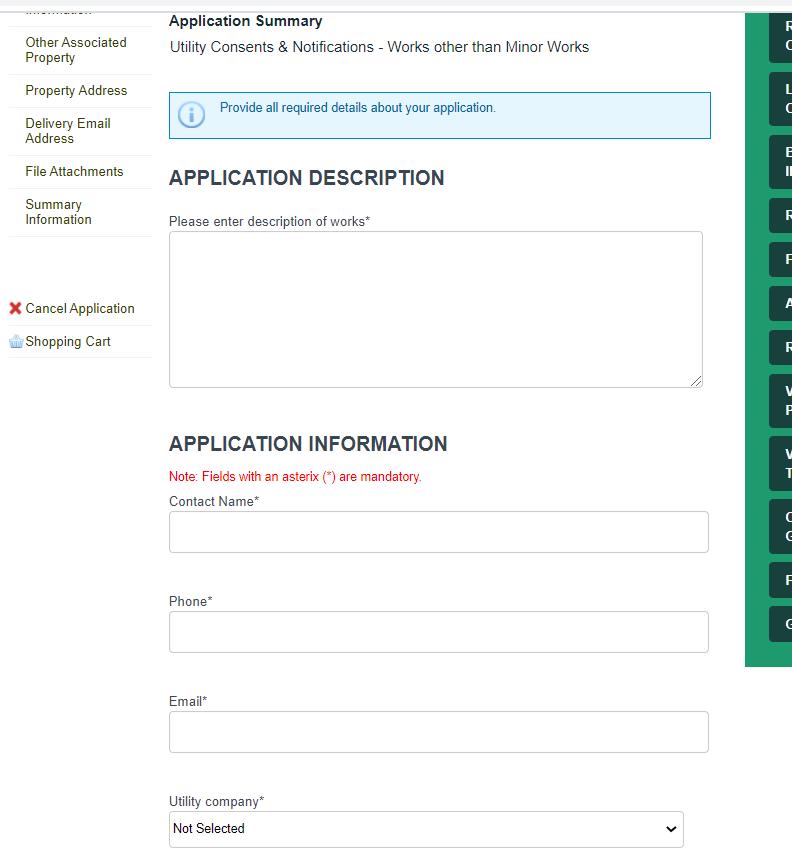 Application Summary
Utility Consents & Notifications - Works other than Minor Works
Other Associated
Property
Property Address
Delivery Email
Address
File Attachments
Summary
Information
Cancel Application
Shopping Cart
Provide all required details about your application.
APPLICATION DESCRIPTION
Please enter description of works*
APPLICATION INFORMATION
Note: Fields with an asterix (*) are mandatory.
Contact Name*
Phone*
Email*
Utility company*
Not Selected